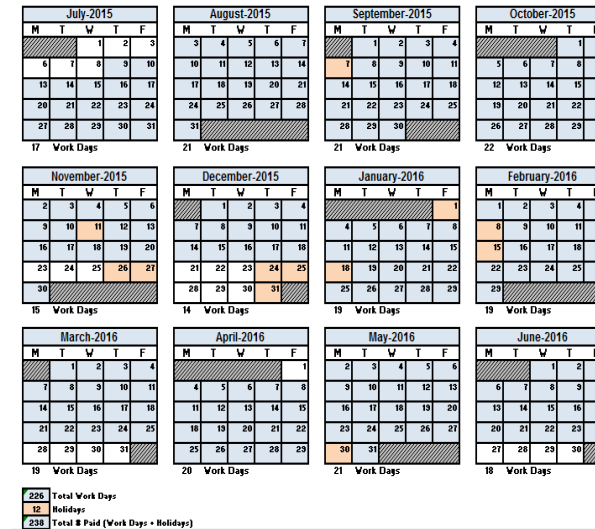 July-2015 August-2015 September-2015 October-2015
M T W T F M T W T F M T W T F M T W T
1 2 3 3 4 5 6 7 1 2 3 4 1
6 7 8 9 10 10 11 12 13 14 7 8 9 10 11 5 6 7 8
13 14 15 16 17 17 18 19 20 21 14 15 16 17 18 12 13 14 15
20 21 22 23 24 24 25 26 27 28 21 22 23 24 25 19 20 21 22
27 28 29 30 31 31 28 29 30 26 27 28 29
17 Work Days 21 Work Days 21 Work Days 22 Work Days
November-2015 December-2015 January-2016 February-2016
M T W T F M T W T F M T W T F M T W T
2 3 4 5 6 1 2 3 4 1 1 2 3 4
9 10 11 12 13 7 8 9 10 11 4 5 6 7 8 8 9 10 11
16 17 18 19 20 14 15 16 17 18 11 12 13 14 15 15 16 17 18
23 24 25 26 27 21 22 23 24 25 18 19 20 21 22 22 23 24 25
30 28 29 30 31 25 26 27 28 29 29
15 Work Days 14 Work Days 19 Work Days 19 Work Days
March-2016 April-2016 May-2016 June-2016
M T W T F M T W T F M T W T F M T W T
1 2 3 4 1 2 3 4 5 6 1 2
7 8 9 10 11 4 5 6 7 8 9 10 11 12 13 6 7 8 9
14 15 16 17 18 11 12 13 14 15 16 17 18 19 20 13 14 15 16
21 22 23 24 25 18 19 20 21 22 23 24 25 26 27 20 21 22 23
28 29 30 31 25 26 27 28 29 30 31 27 28 29 30
19 Work Days 20 Work Days 21 Work Days 18 Work Days
226 Total Work Days
12 Holidays
238 Total # Paid (Work Days + Holidays)